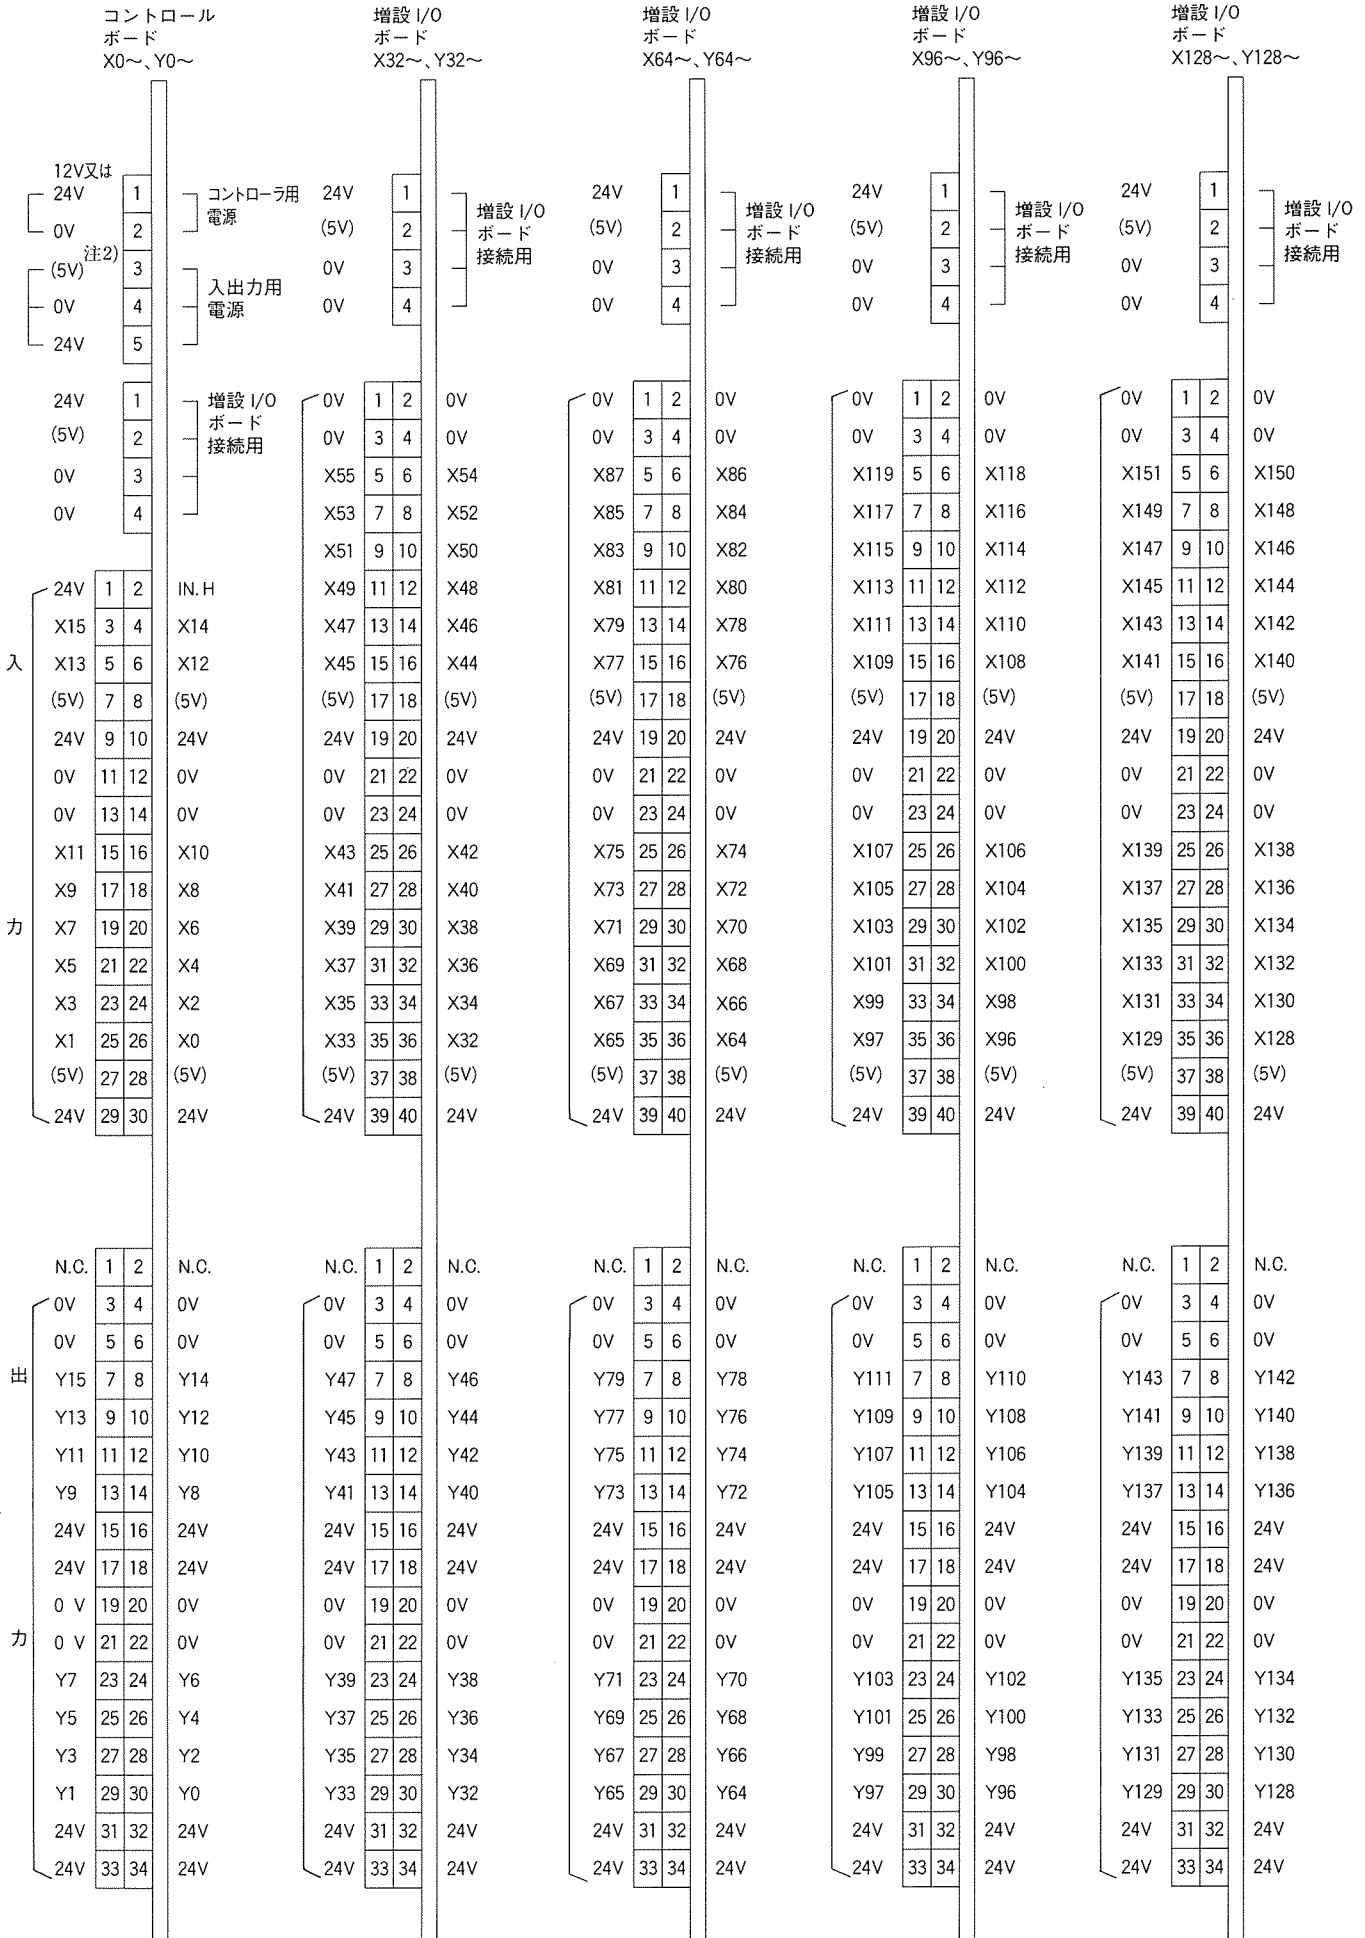 コントロール
ボード
X0～、Y0～
増設 I/O
ボード
X32～、Y32～
増設 I/O
ボード
X64～、Y64～
増設 I/O
ボード
X96～、Y96～
増設 I/O
ボード
X128～、Y128～
12V又は
24V 1 コントローラ用
電源
0V 2
注2)
(5V) 3
入出力用
電源
0V 4
24V 5
24V 1
(5V) 2
0V 3
0V 4
増設 I/O
ボード
接続用
24V 1
(5V) 2
0V 3
0V 4
増設 I/O
ボード
接続用
24V 1
(5V) 2
0V 3
0V 4
増設 I/O
ボード
接続用
24V 1
(5V) 2
0V 3
0V 4
増設 I/O
ボード
接続用
24V 1
(5V) 2
0V 3
0V 4
増設 I/O
ボード
接続用
入力
24V 1 2 IN.H
X15 3 4 X14
X13 5 6 X12
(5V) 7 8 (5V)
24V 9 10 24V
0V 11 12 0V
0V 13 14 0V
X11 15 16 X10
X9 17 18 X8
X7 19 20 X6
X5 21 22 X4
X3 23 24 X2
X1 25 26 X0
(5V) 27 28 (5V)
24V 29 30 24V
0V 1 2 0V
0V 3 4 0V
X55 5 6 X54
X53 7 8 X52
X51 9 10 X50
X49 11 12 X48
X47 13 14 X46
X45 15 16 X44
(5V) 17 18 (5V)
24V 19 20 24V
0V 21 22 0V
0V 23 24 0V
X43 25 26 X42
X41 27 28 X40
X39 29 30 X38
X37 31 32 X36
X35 33 34 X34
X33 35 36 X32
(5V) 37 38 (5V)
24V 39 40 24V
0V 1 2 0V
0V 3 4 0V
X87 5 6 X86
X85 7 8 X84
X83 9 10 X82
X81 11 12 X80
X79 13 14 X78
X77 15 16 X76
(5V) 17 18 (5V)
24V 19 20 24V
0V 21 22 0V
0V 23 24 0V
X75 25 26 X74
X73 27 28 X72
X71 29 30 X70
X69 31 32 X68
X67 33 34 X66
X65 35 36 X64
(5V) 37 38 (5V)
24V 39 40 24V
0V 1 2 0V
0V 3 4 0V
X119 5 6 X118
X117 7 8 X116
X115 9 10 X114
X113 11 12 X112
X111 13 14 X110
X109 15 16 X108
(5V) 17 18 (5V)
24V 19 20 24V
0V 21 22 0V
0V 23 24 0V
X107 25 26 X106
X105 27 28 X104
X103 29 30 X102
X101 31 32 X100
X99 33 34 X98
X97 35 36 X96
(5V) 37 38 (5V)
24V 39 40 24V
0V 1 2 0V
0V 3 4 0V
X151 5 6 X150
X149 7 8 X148
X147 9 10 X146
X145 11 12 X144
X143 13 14 X142
X141 15 16 X140
(5V) 17 18 (5V)
24V 19 20 24V
0V 21 22 0V
0V 23 24 0V
X139 25 26 X138
X137 27 28 X136
X135 29 30 X134
X133 31 32 X132
X131 33 34 X130
X129 35 36 X128
(5V) 37 38 (5V)
24V 39 40 24V
出力
N.C. 1 2 N.C.
0V 3 4 0V
0V 5 6 0V
Y15 7 8 Y14
Y13 9 10 Y12
Y11 11 12 Y10
Y9 13 14 Y8
24V 15 16 24V
24V 17 18 24V
0 V 19 20 0V
0 V 21 22 0V
Y7 23 24 Y6
Y5 25 26 Y4
Y3 27 28 Y2
Y1 29 30 Y0
24V 31 32 24V
24V 33 34 24V
N.C. 1 2 N.C.
0V 3 4 0V
0V 5 6 0V
Y47 7 8 Y46
Y45 9 10 Y44
Y43 11 12 Y42
Y41 13 14 Y40
24V 15 16 24V
24V 17 18 24V
0V 19 20 0V
0V 21 22 0V
Y39 23 24 Y38
Y37 25 26 Y36
Y35 27 28 Y34
Y33 29 30 Y32
24V 31 32 24V
24V 33 34 24V
N.C. 1 2 N.C.
0V 3 4 0V
0V 5 6 0V
Y79 7 8 Y78
Y77 9 10 Y76
Y75 11 12 Y74
Y73 13 14 Y72
24V 15 16 24V
24V 17 18 24V
0V 19 20 0V
0V 21 22 0V
Y71 23 24 Y70
Y69 25 26 Y68
Y67 27 28 Y66
Y65 29 30 Y64
24V 31 32 24V
24V 33 34 24V
N.C. 1 2 N.C.
0V 3 4 0V
0V 5 6 0V
Y111 7 8 Y110
Y109 9 10 Y108
Y107 11 12 Y106
Y105 13 14 Y104
24V 15 16 24V
24V 17 18 24V
0V 19 20 0V
0V 21 22 0V
Y103 23 24 Y102
Y101 25 26 Y100
Y99 27 28 Y98
Y97 29 30 Y96
24V 31 32 24V
24V 33 34 24V
N.C. 1 2 N.C.
0V 3 4 0V
0V 5 6 0V
Y143 7 8 Y142
Y141 9 10 Y140
Y139 11 12 Y138
Y137 13 14 Y136
24V 15 16 24V
24V 17 18 24V
0V 19 20 0V
0V 21 22 0V
Y135 23 24 Y134
Y133 25 26 Y132
Y131 27 28 Y130
Y129 29 30 Y128
24V 31 32 24V
24V 33 34 24V